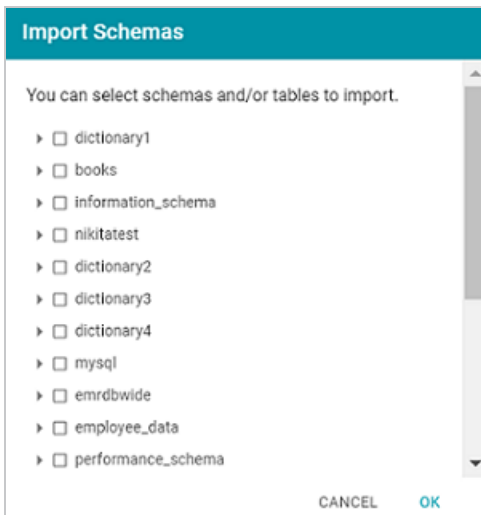 Import Schemas
You can select schemas and/or tables to import.
dictionary1
books
information_schema
nikitatest
dictionary2
dictionary3
dictionary4
mysql
emrdbwide
employee_data
performance_schema
CANCEL OK